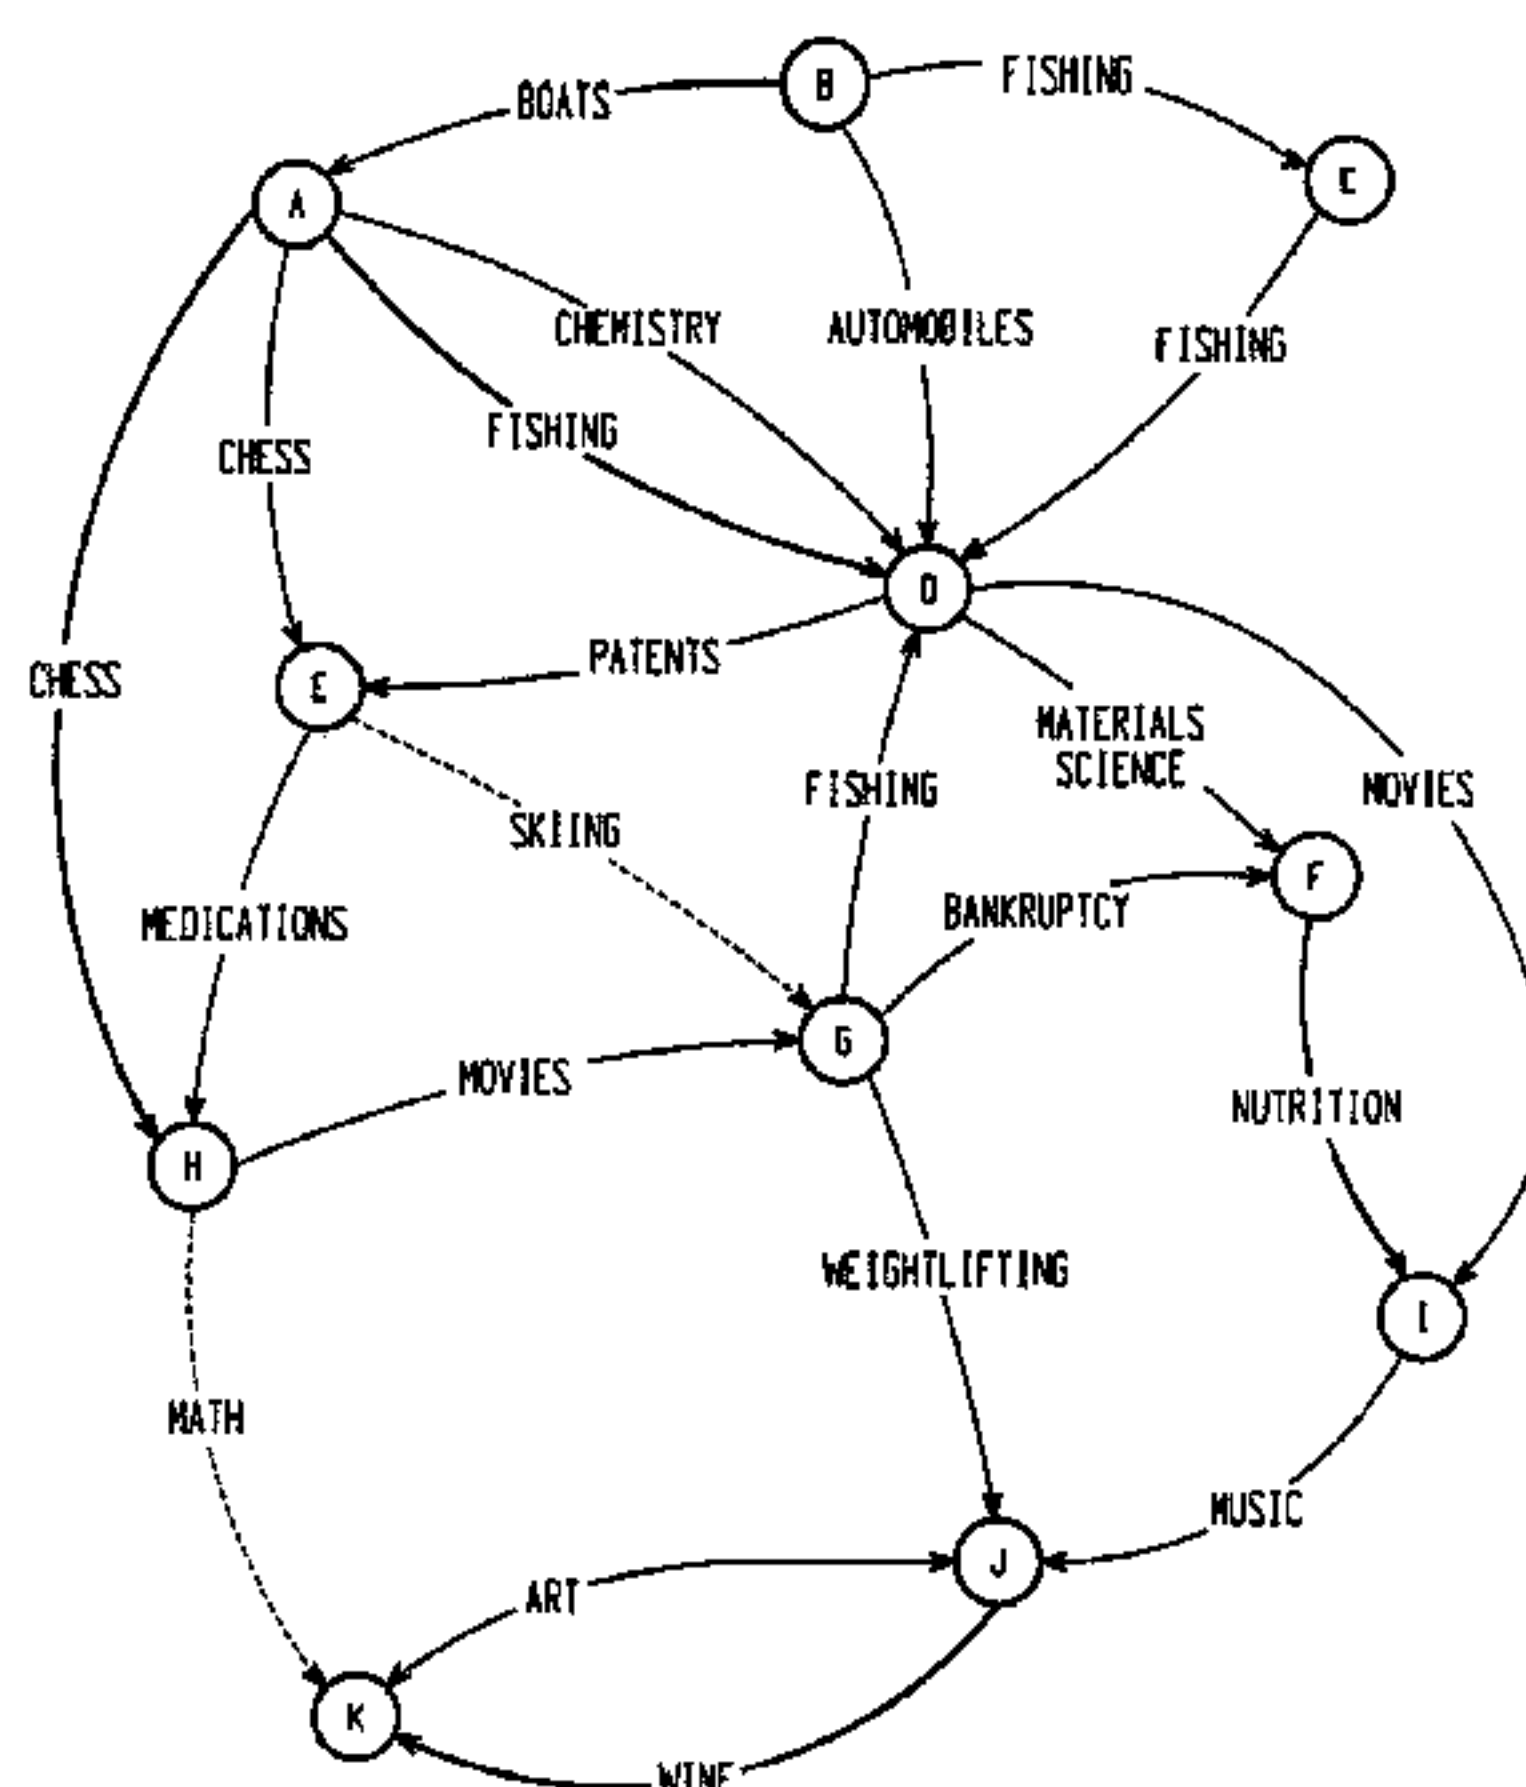 B
FISHING
BOATS
C
A
CHEMISTRY
AUTOMOBILES
FISHING
FISHING
CHESS
D
PATENTS
CHESS
E
MATERIALS
SCIENCE
FISHING
MOVIES
SKIING
F
BANKRUPTCY
MEDICATIONS
G
MOVIES
NUTRITION
H
WEIGHTLIFTING
I
MATH
MUSIC
J
ART
K
WINE